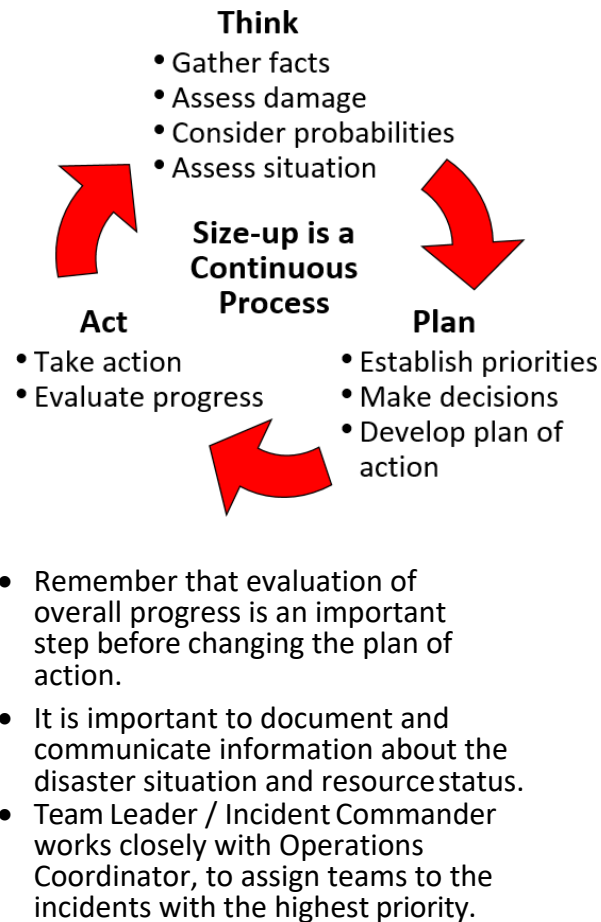 Think
• Gather facts
• Assess damage
• Consider probabilities
• Assess situation
Size-up is a
Continuous
Process
Act
• Take action
• Evaluate progress
Plan
• Establish priorities
• Make decisions
• Develop plan of
action
• Remember that evaluation of
overall progress is an important
step before changing the plan of
action.
• It is important to document and
communicate information about the
disaster situation and resource status.
• Team Leader / Incident Commander
works closely with Operations
Coordinator, to assign teams to the
incidents with the highest priority.